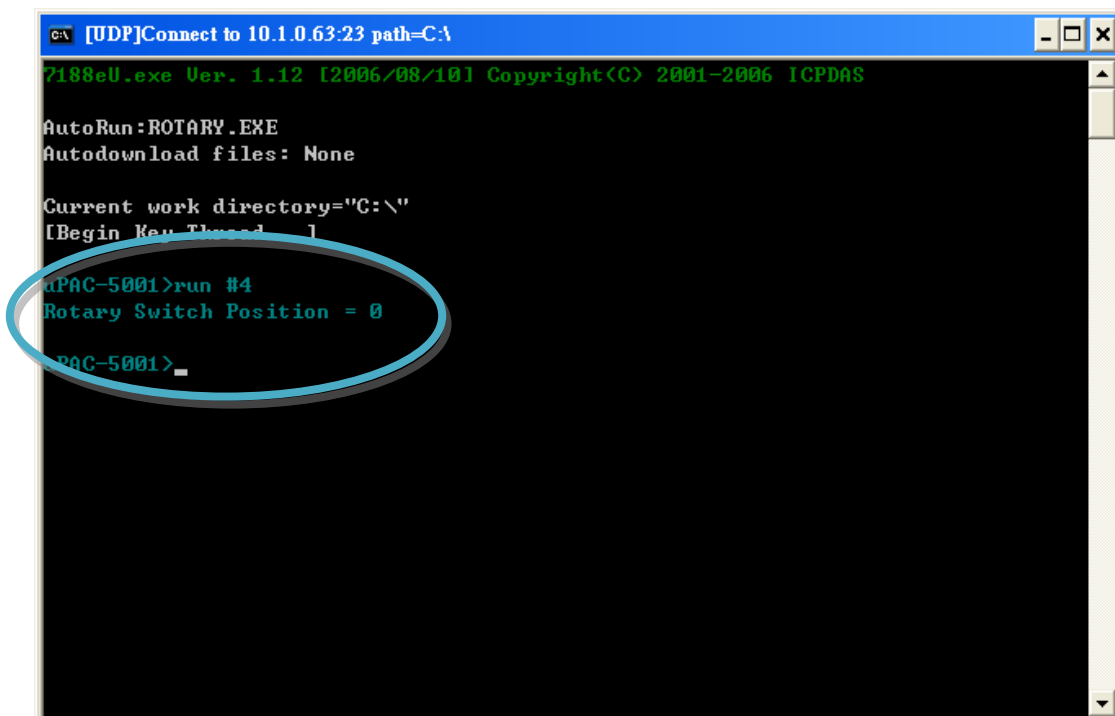 [UDP]Connect to 10.1.0.63:23 path=C:\
7188eU.exe Ver. 1.12 [2006/08/10] Copyright(C) 2001-2006 ICPDAS
AutoRun:ROTARY.EXE
Autodownload files: None
Current work directory="C:\"
[Begin Key Thread...]
uPAC-5001>run #4
Rotary Switch Position = 0
uPAC-5001>_